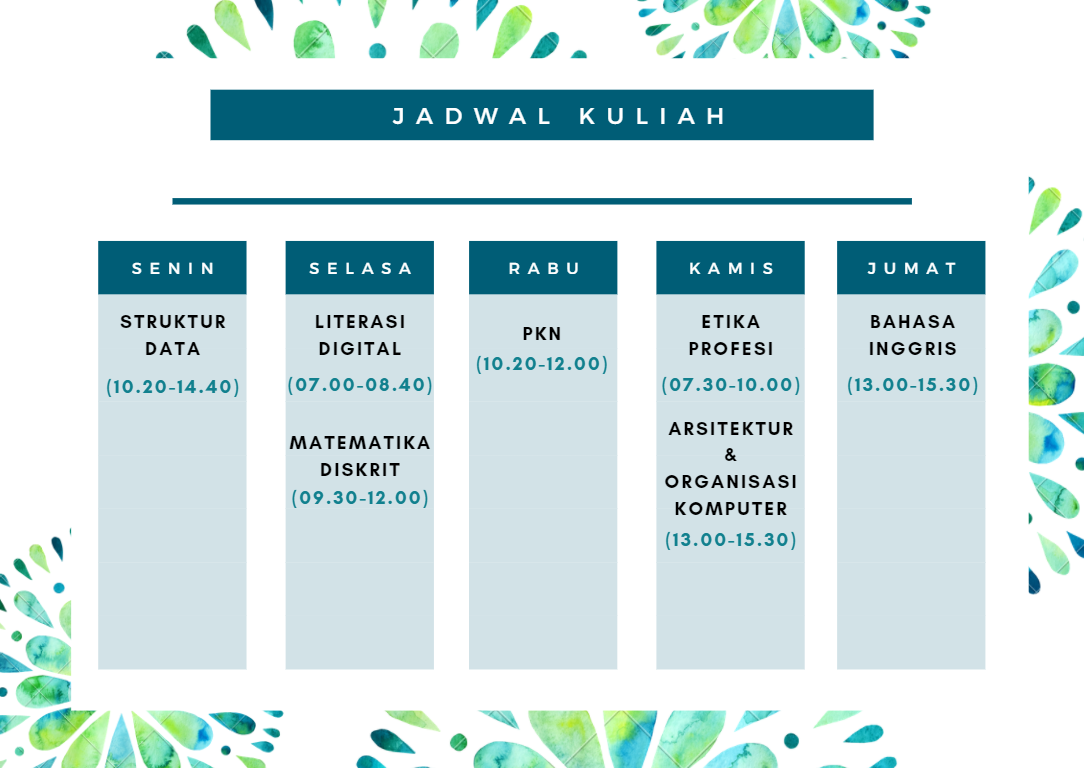 JADWAL KULIAH
SENIN
STRUKTUR
DATA
(10.20-14.40)
SELASA
LITERASI
DIGITAL
(07.00-08.40)
MATEMATIKA
DISKRIT
(09.30-12.00)
RABU
PKN
(10.20-12.00)
KAMIS
ETIKA
PROFESI
(07.30-10.00)
ARSITEKTUR
&
ORGANISASI
KOMPUTER
(13.00-15.30)
JUMAT
BAHASA
INGGRIS
(13.00-15.30)